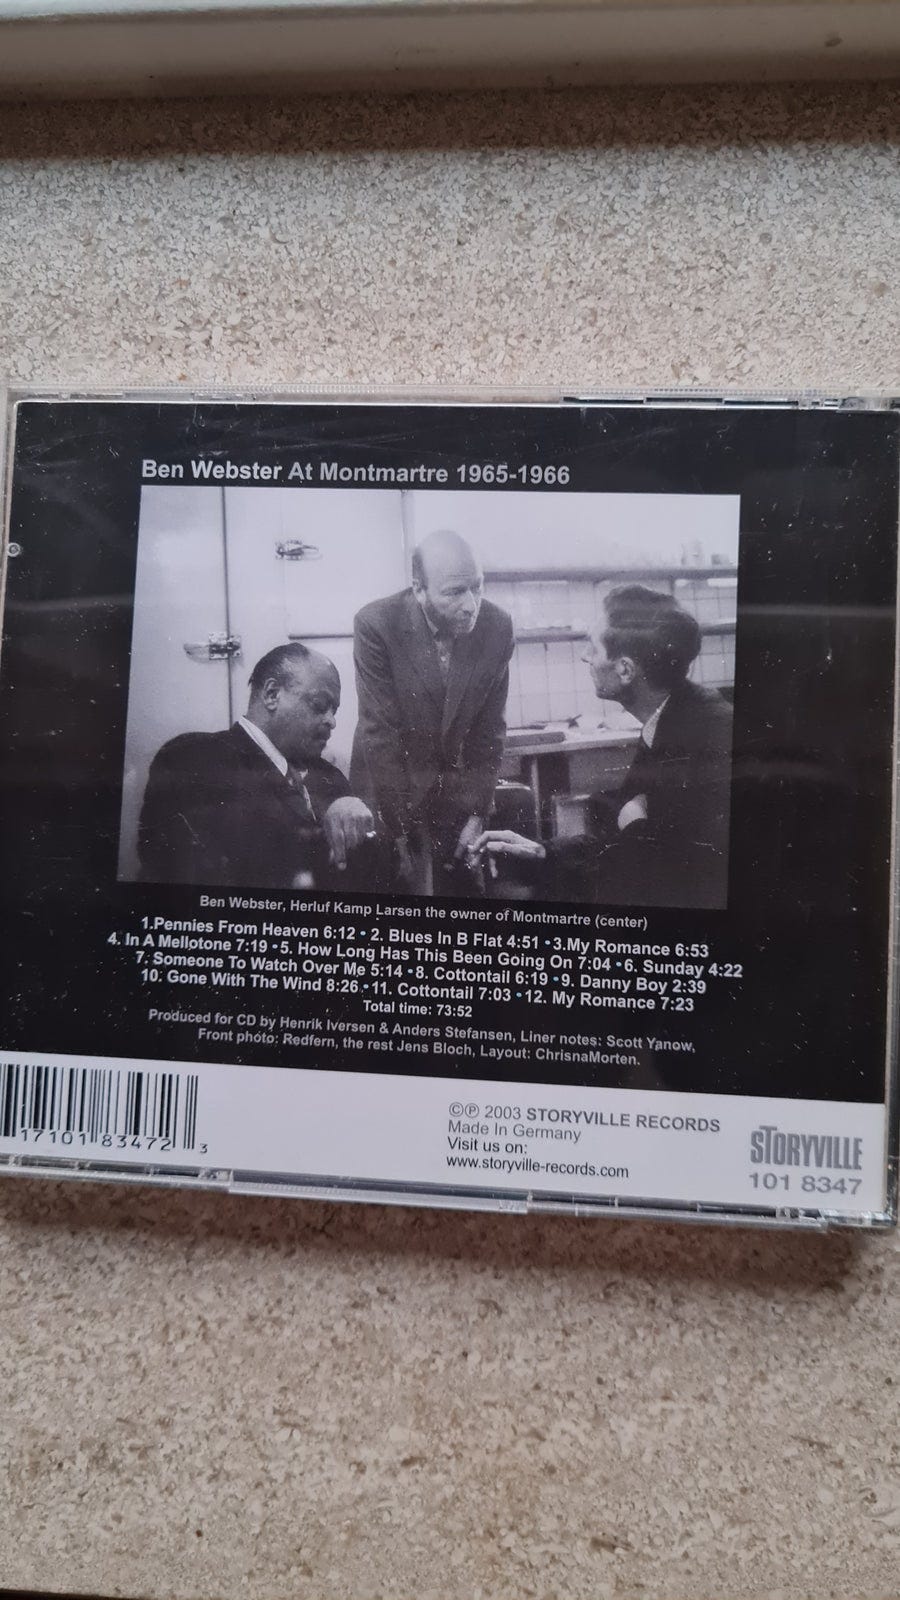 Ben Webster At Montmartre 1965-1966
Ben Webster, Herluf Kamp Larsen the owner of Montmartre (center)
1.Pennies From Heaven 6:12 • 2. Blues In B Flat 4:51 • 3.My Romance 6:53
4. In A Mellotone 7:19 • 5. How Long Has This Been Going On 7:04 • 6. Sunday 4:22
7. Someone To Watch Over Me 5:14 • 8. Cottontail 6:19 • 9. Danny Boy 2:39
10. Gone With The Wind 8:26 • 11. Cottontail 7:03 • 12. My Romance 7:23
Total time: 73:52
Produced for CD by Henrik Iversen & Anders Stefansen, Liner notes: Scott Yanow,
Front photo: Redfern, the rest Jens Bloch, Layout: ChrisnaMorten.
17101 83472 3
©℗ 2003 STORYVILLE RECORDS
Made In Germany
Visit us on:
www.storyville-records.com
STORYVILLE
101 8347